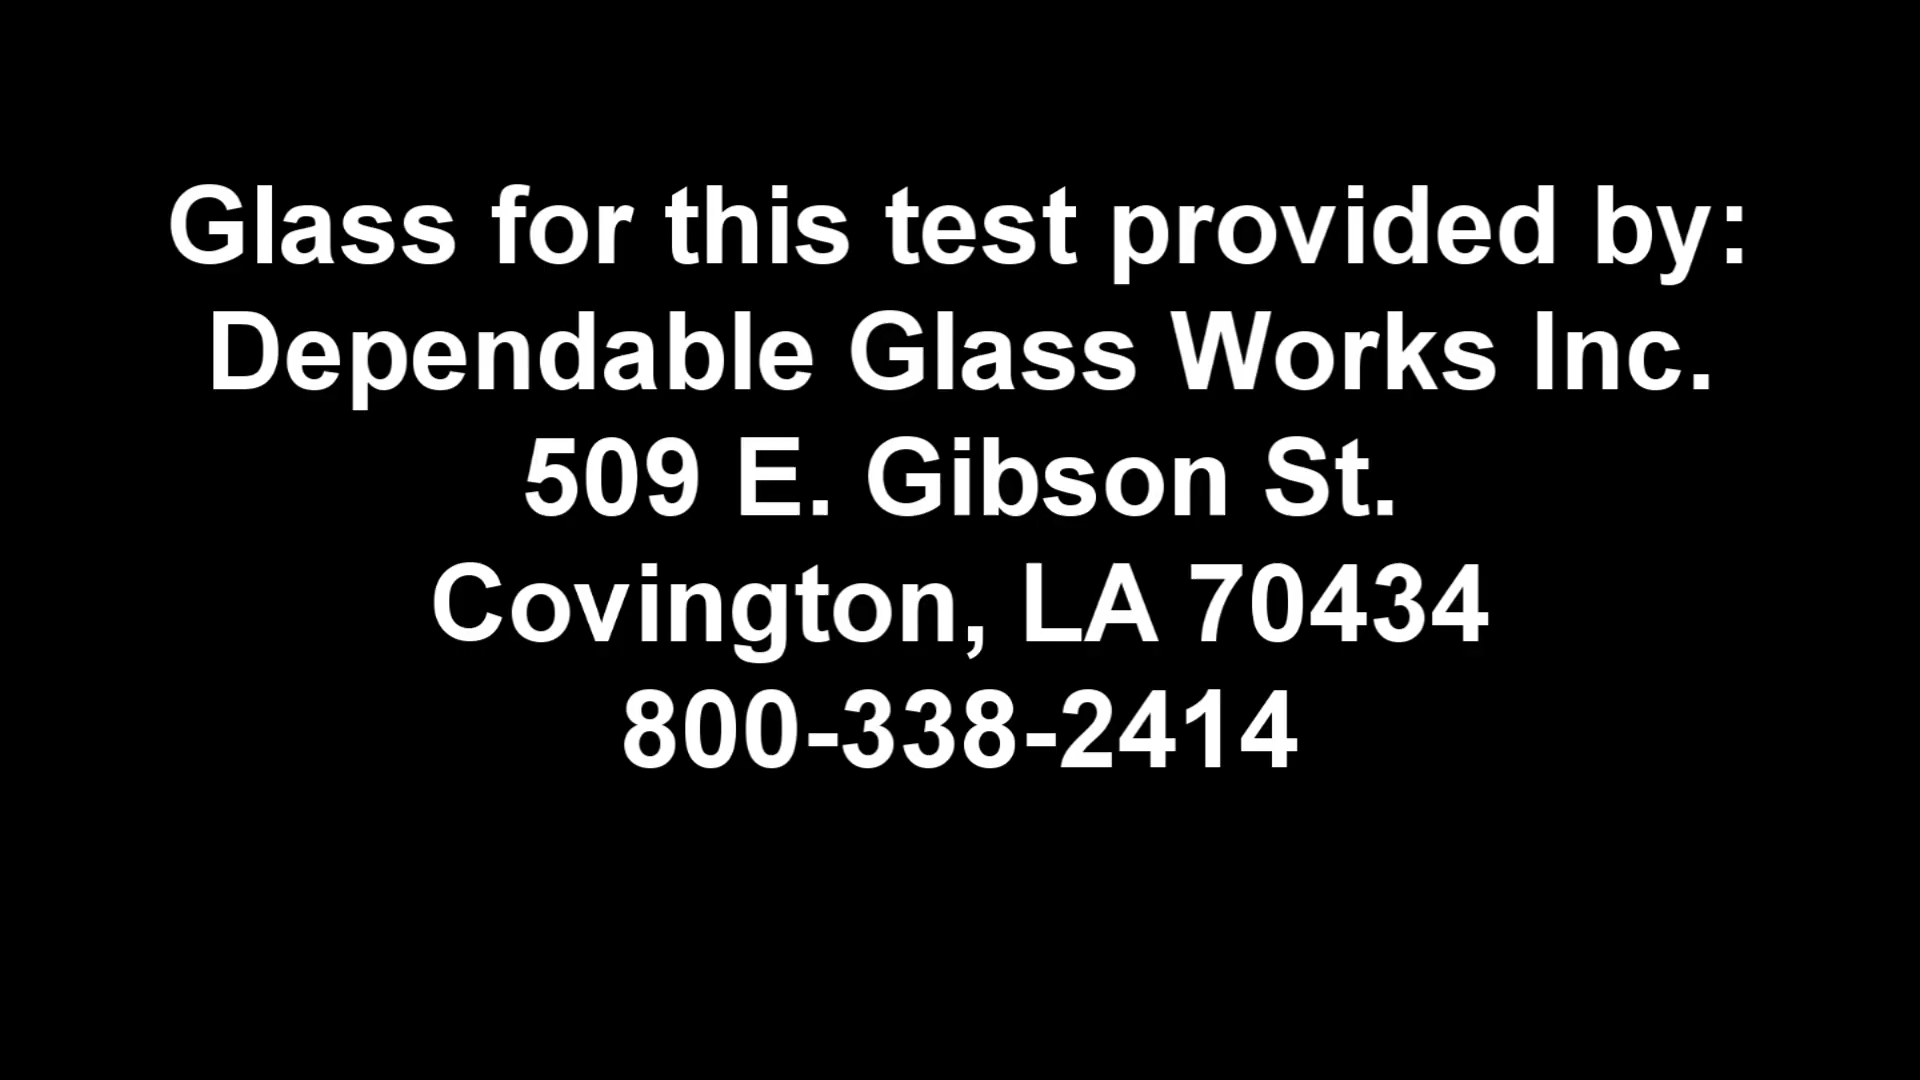 Glass for this test provided by:
Dependable Glass Works Inc.
509 E. Gibson St.
Covington, LA 70434
800-338-2414